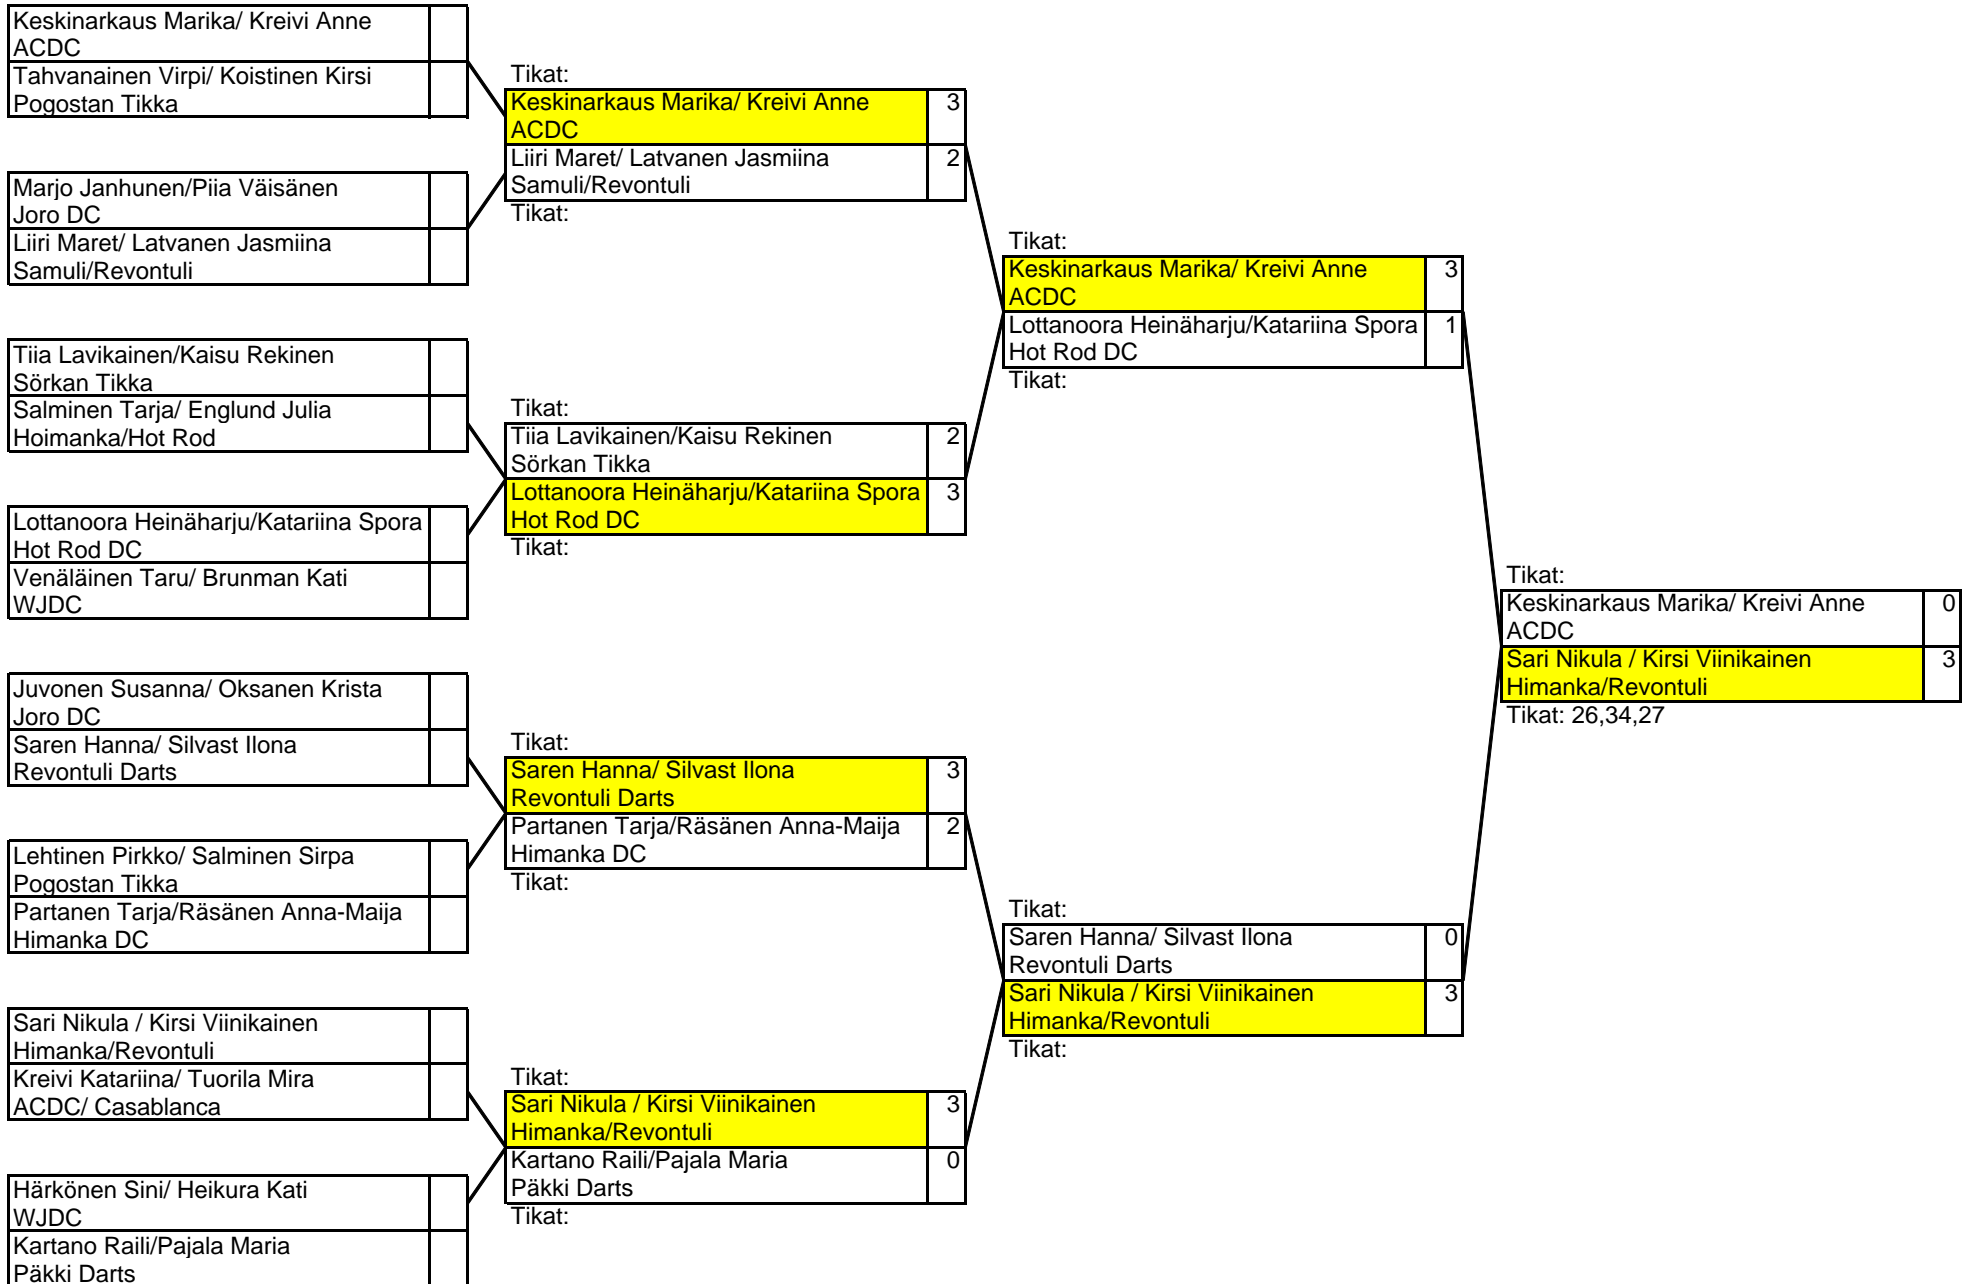 Keskinarkaus Marika/ Kreivi Anne
ACDC
Tahvanainen Virpi/ Koistinen Kirsi
Pogostan Tikka
Marjo Janhunen/Piia Väisänen
Joro DC
Liiri Maret/ Latvanen Jasmiina
Samuli/Revontuli
Tiia Lavikainen/Kaisu Rekinen
Sörkan Tikka
Salminen Tarja/ Englund Julia
Hoimanka/Hot Rod
Lottanoora Heinäharju/Katariina Spora
Hot Rod DC
Venäläinen Taru/ Brunman Kati
WJDC
Juvonen Susanna/ Oksanen Krista
Joro DC
Saren Hanna/ Silvast Ilona
Revontuli Darts
Lehtinen Pirkko/ Salminen Sirpa
Pogostan Tikka
Partanen Tarja/Räsänen Anna-Maija
Himanka DC
Sari Nikula / Kirsi Viinikainen
Himanka/Revontuli
Kreivi Katariina/ Tuorila Mira
ACDC/ Casablanca
Härkönen Sini/ Heikura Kati
WJDC
Kartano Raili/Pajala Maria
Päkki Darts
Tikat:
Keskinarkaus Marika/ Kreivi Anne 3
ACDC
Liiri Maret/ Latvanen Jasmiina 2
Samuli/Revontuli
Tikat:
Tikat:
Tiia Lavikainen/Kaisu Rekinen 2
Sörkan Tikka
Lottanoora Heinäharju/Katariina Spora 3
Hot Rod DC
Tikat:
Tikat:
Saren Hanna/ Silvast Ilona 3
Revontuli Darts
Partanen Tarja/Räsänen Anna-Maija 2
Himanka DC
Tikat:
Tikat:
Sari Nikula / Kirsi Viinikainen 3
Himanka/Revontuli
Kartano Raili/Pajala Maria 0
Päkki Darts
Tikat:
Tikat:
Keskinarkaus Marika/ Kreivi Anne 3
ACDC
Lottanoora Heinäharju/Katariina Spora 1
Hot Rod DC
Tikat:
Tikat:
Saren Hanna/ Silvast Ilona 0
Revontuli Darts
Sari Nikula / Kirsi Viinikainen 3
Himanka/Revontuli
Tikat:
Tikat:
Keskinarkaus Marika/ Kreivi Anne 0
ACDC
Sari Nikula / Kirsi Viinikainen 3
Himanka/Revontuli
Tikat: 26,34,27